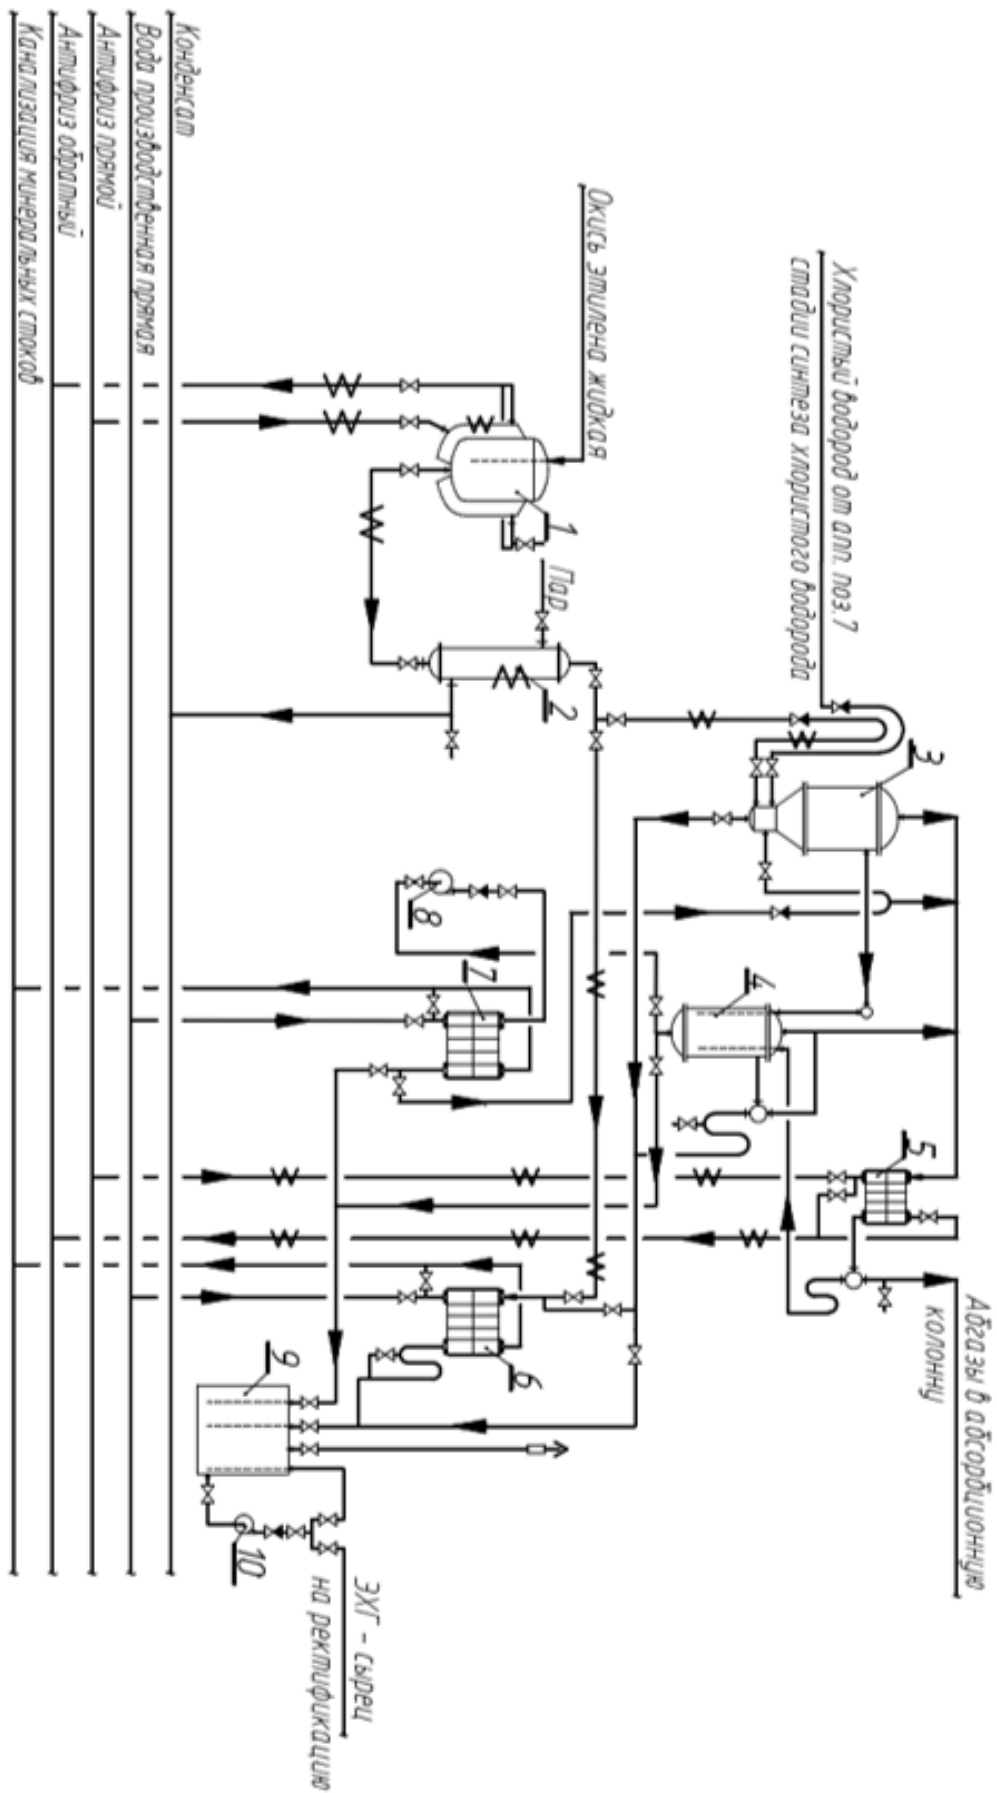 Хлористый водород от апп. поз.7
стадии синтеза хлористого водорода
Окись этилена жидкая
Пар
1
2
3
4
5
6
7
8
9
10
Абгазы в абсорбционную
колонну
ЭХГ - сырец
на ректификацию
Конденсат
Вода производственная прямая
Антифриз прямой
Антифриз обратный
Канализация минеральных стоков